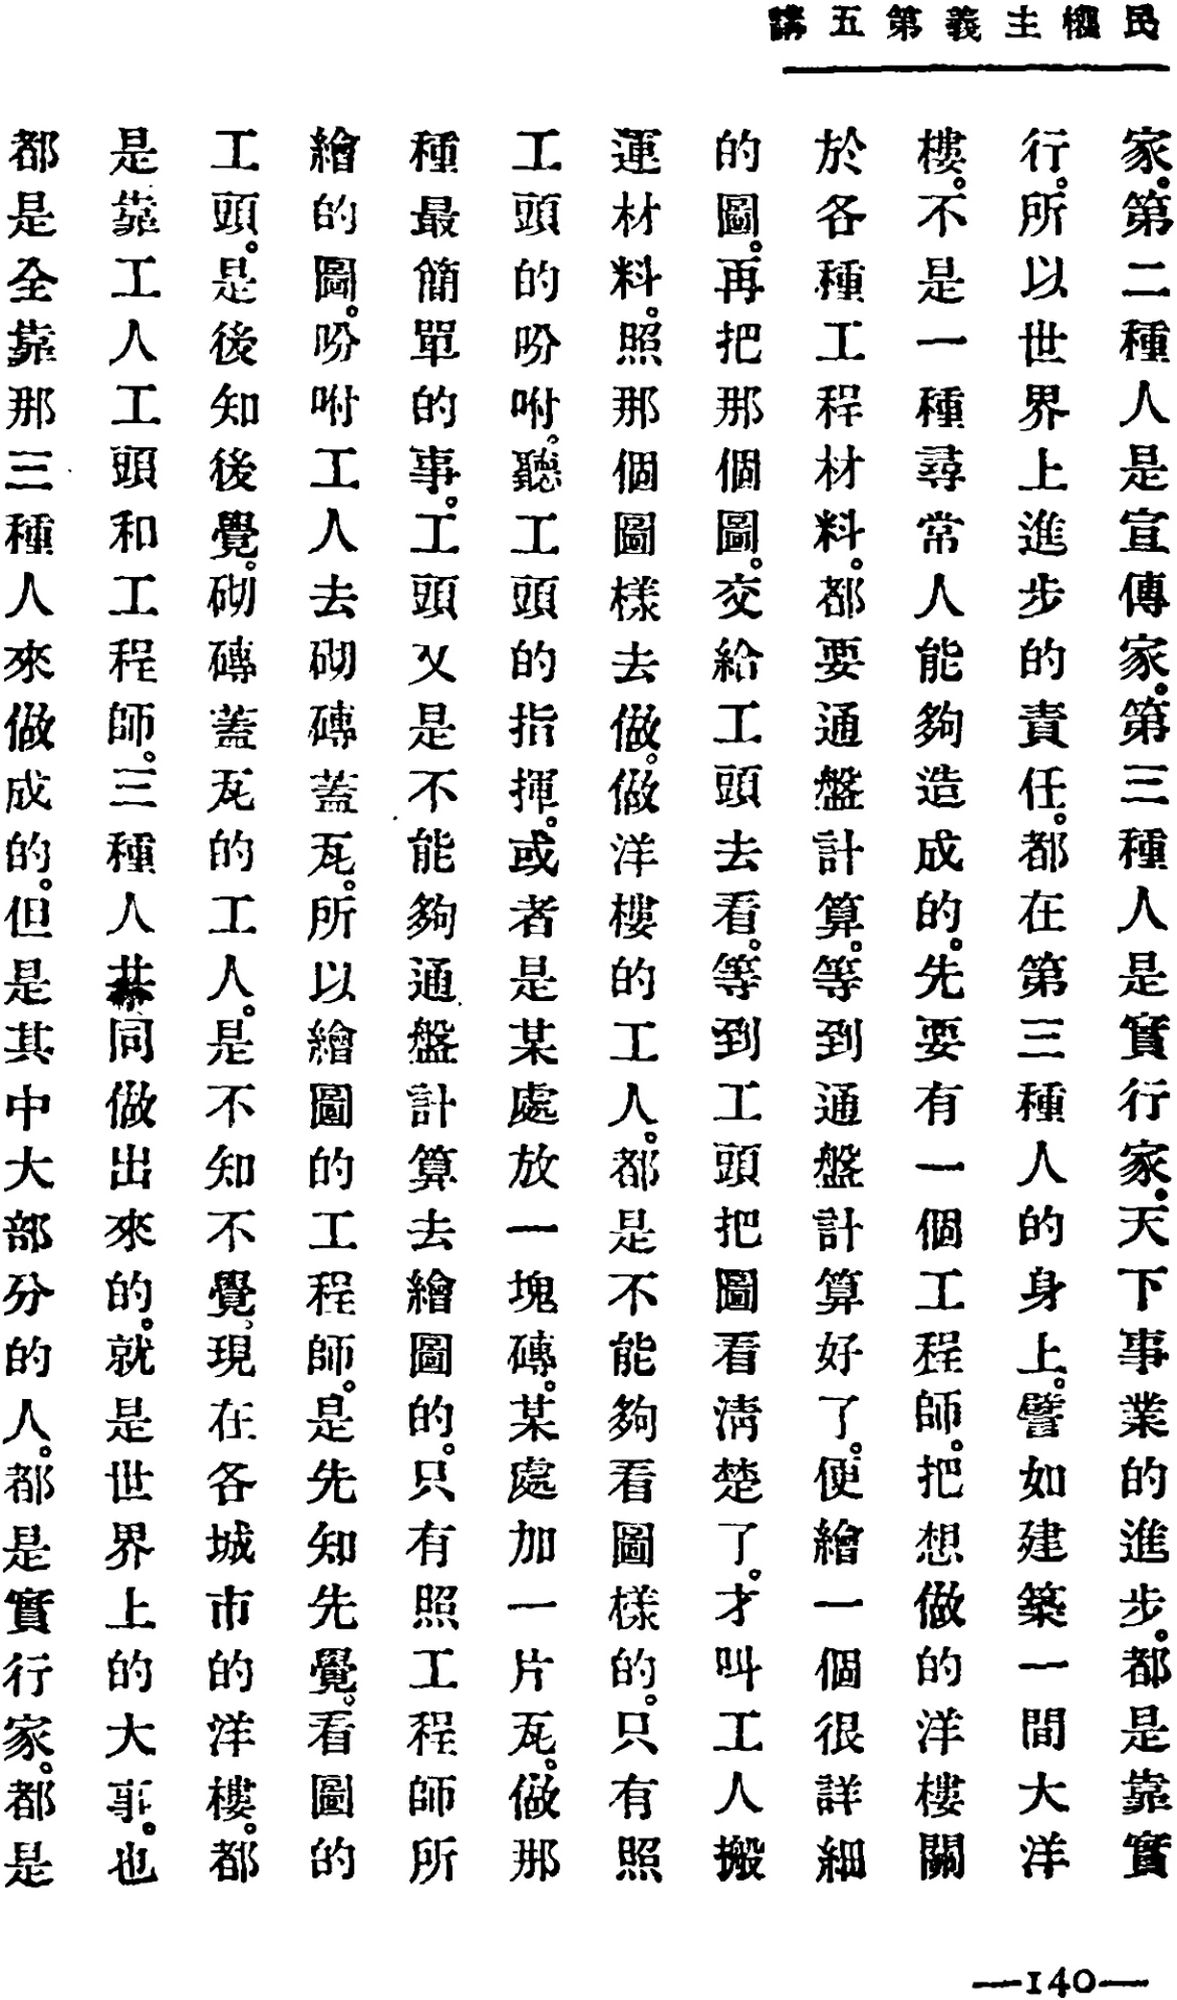 民權主義第五講
家。第二種人是宣傳家。第三種人是實行家。天下事業的進步。都是靠實
行。所以世界上進步的責任。都在第三種人的身上。譬如建築一間大洋
樓。不是一種尋常人能夠造成的。先要有一個工程師。把想做的洋樓關
於各種工程材料。都要通盤計算。等到通盤計算好了。便繪一個很詳細
的圖。再把那個圖。交給工頭去看。等到工頭把圖看清楚了。才叫工人搬
運材料。照那個圖樣去做。做洋樓的工人。都是不能夠看圖樣的。只有照
工頭的吩咐。聽工頭的指揮。或者是某處放一塊磚。某處加一片瓦。做那
種最簡單的事。工頭又是不能夠通盤計算去繪圖的。只有照工程師所
繪的圖。吩咐工人去砌磚蓋瓦。所以繪圖的工程師。是先知先覺。看圖的
工頭。是後知後覺。砌磚蓋瓦的工人。是不知不覺。現在各城市的洋樓。都
是靠工人工頭和工程師。三種人共同做出來的。就是世界上的大事。也
都是全靠那三種人來做成的。但是其中大部分的人。都是實行家。都是
—140—